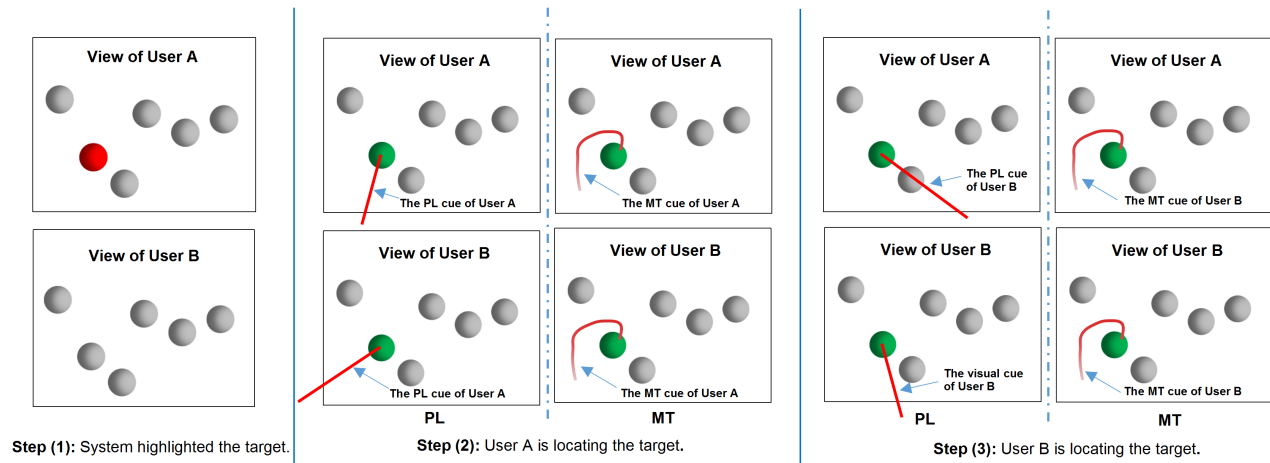 View of User A
View of User B
Step (1): System highlighted the target.
View of User A
The PL cue of User A
View of User A
The MT cue of User A
View of User B
The PL cue of User A
View of User B
The MT cue of User A
PL
MT
Step (2): User A is locating the target.
View of User A
The PL cue
of User B
View of User A
The MT cue of User B
View of User B
The visual cue
of User B
View of User B
The MT cue of User B
PL
MT
Step (3): User B is locating the target.